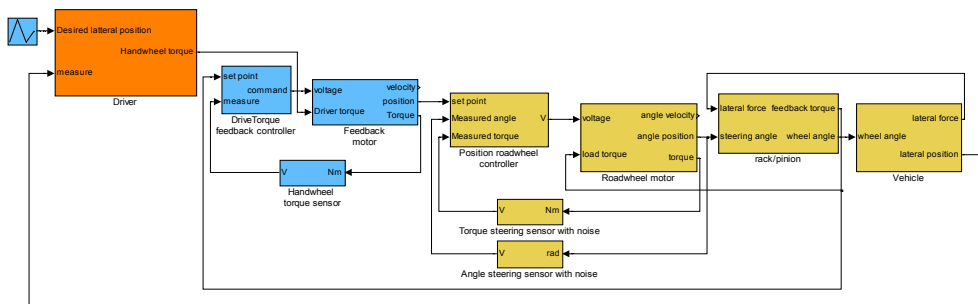 Desired latteral position
Handwheel torque
measure
Driver
set point
command
measure
DriveTorque
feedback controller
voltage
velocity
position
Driver torque
Torque
Feedback
motor
V
Nm
Handwheel
torque sensor
set point
Measured angle
V
Measured torque
Position roadwheel
controller
voltage
angle velocity
angle position
load torque
torque
Roadwheel motor
V
Nm
Torque steering sensor with noise
V
rad
Angle steering sensor with noise
lateral force
feedback torque
steering angle
wheel angle
rack/pinion
lateral force
wheel angle
lateral position
Vehicle